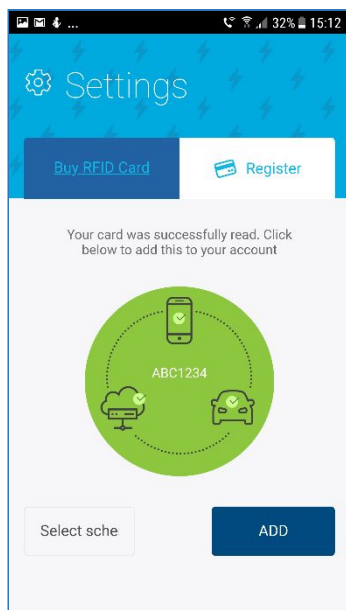 ... 32% 15:12
Settings
Buy RFID Card
Register
Your card was successfully read. Click
below to add this to your account
ABC1234
Select sche
ADD